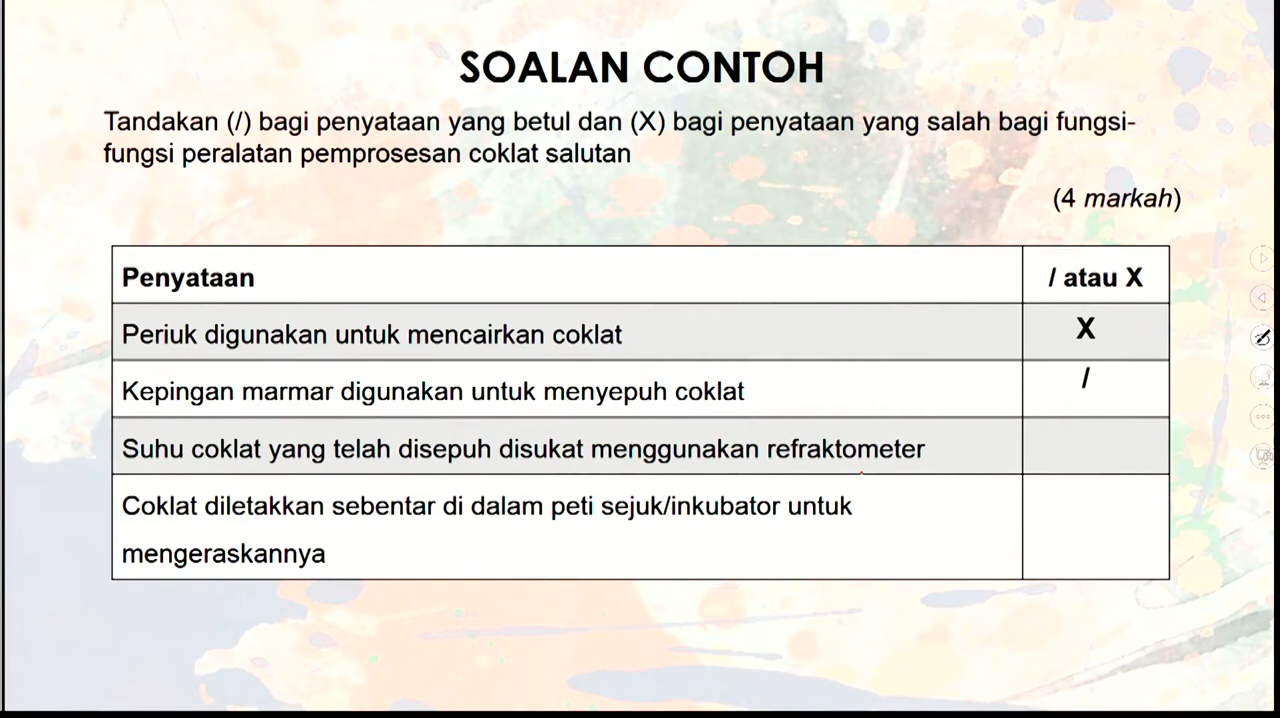 SOALAN CONTOH
Tandakan (/) bagi penyataan yang betul dan (X) bagi penyataan yang salah bagi fungsi-
fungsi peralatan pemprosesan coklat salutan
(4 markah)
Penyataan
/ atau X
Periuk digunakan untuk mencairkan coklat
X
Kepingan marmar digunakan untuk menyepuh coklat
/
Suhu coklat yang telah disepuh disukat menggunakan refraktometer
Coklat diletakkan sebentar di dalam peti sejuk/inkubator untuk
mengeraskannya